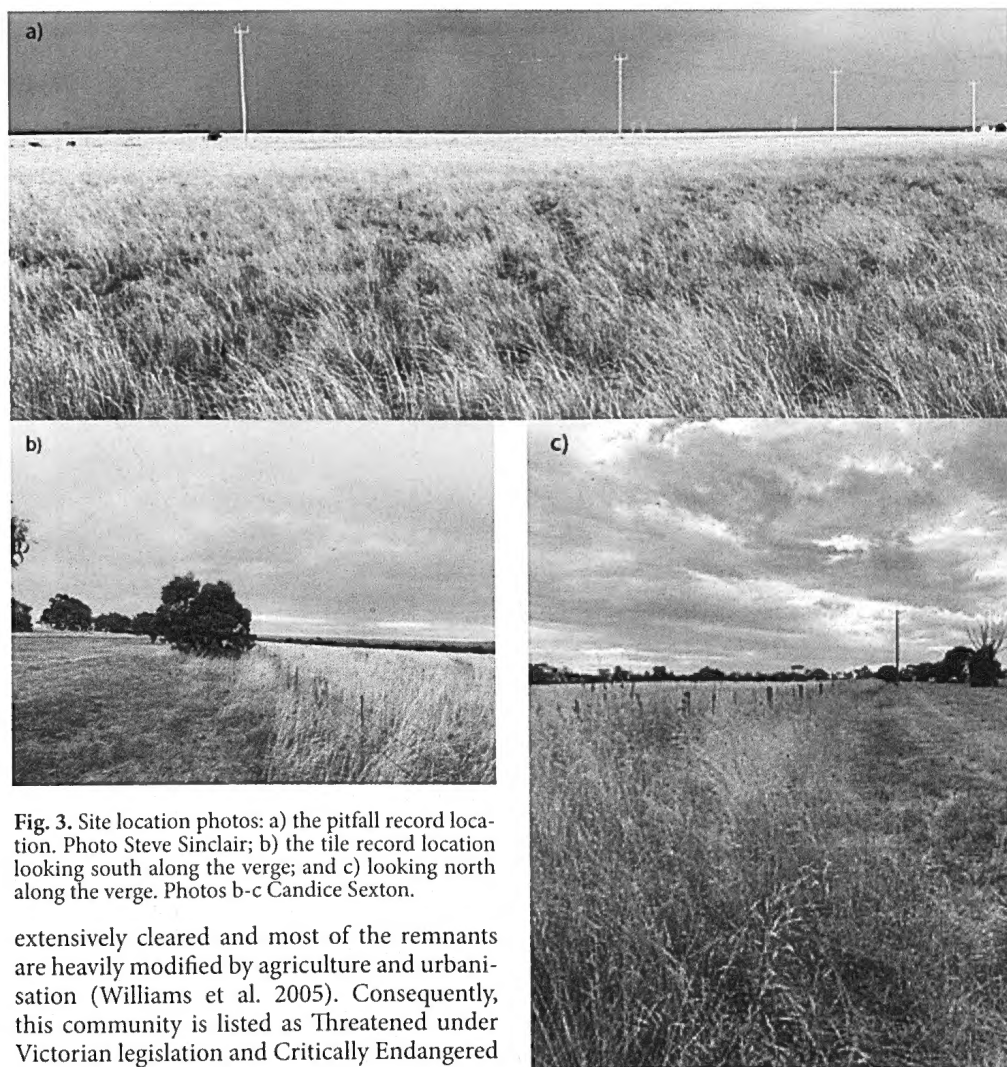 a)
b)
c)
Fig. 3. Site location photos: a) the pitfall record loca-
tion. Photo Steve Sinclair; b) the tile record location
looking south along the verge; and c) looking north
along the verge. Photos b-c Candice Sexton.
extensively cleared and most of the remnants
are heavily modified by agriculture and urbani-
sation (Williams et al. 2005). Consequently,
this community is listed as Threatened under
Victorian legislation and Critically Endangered